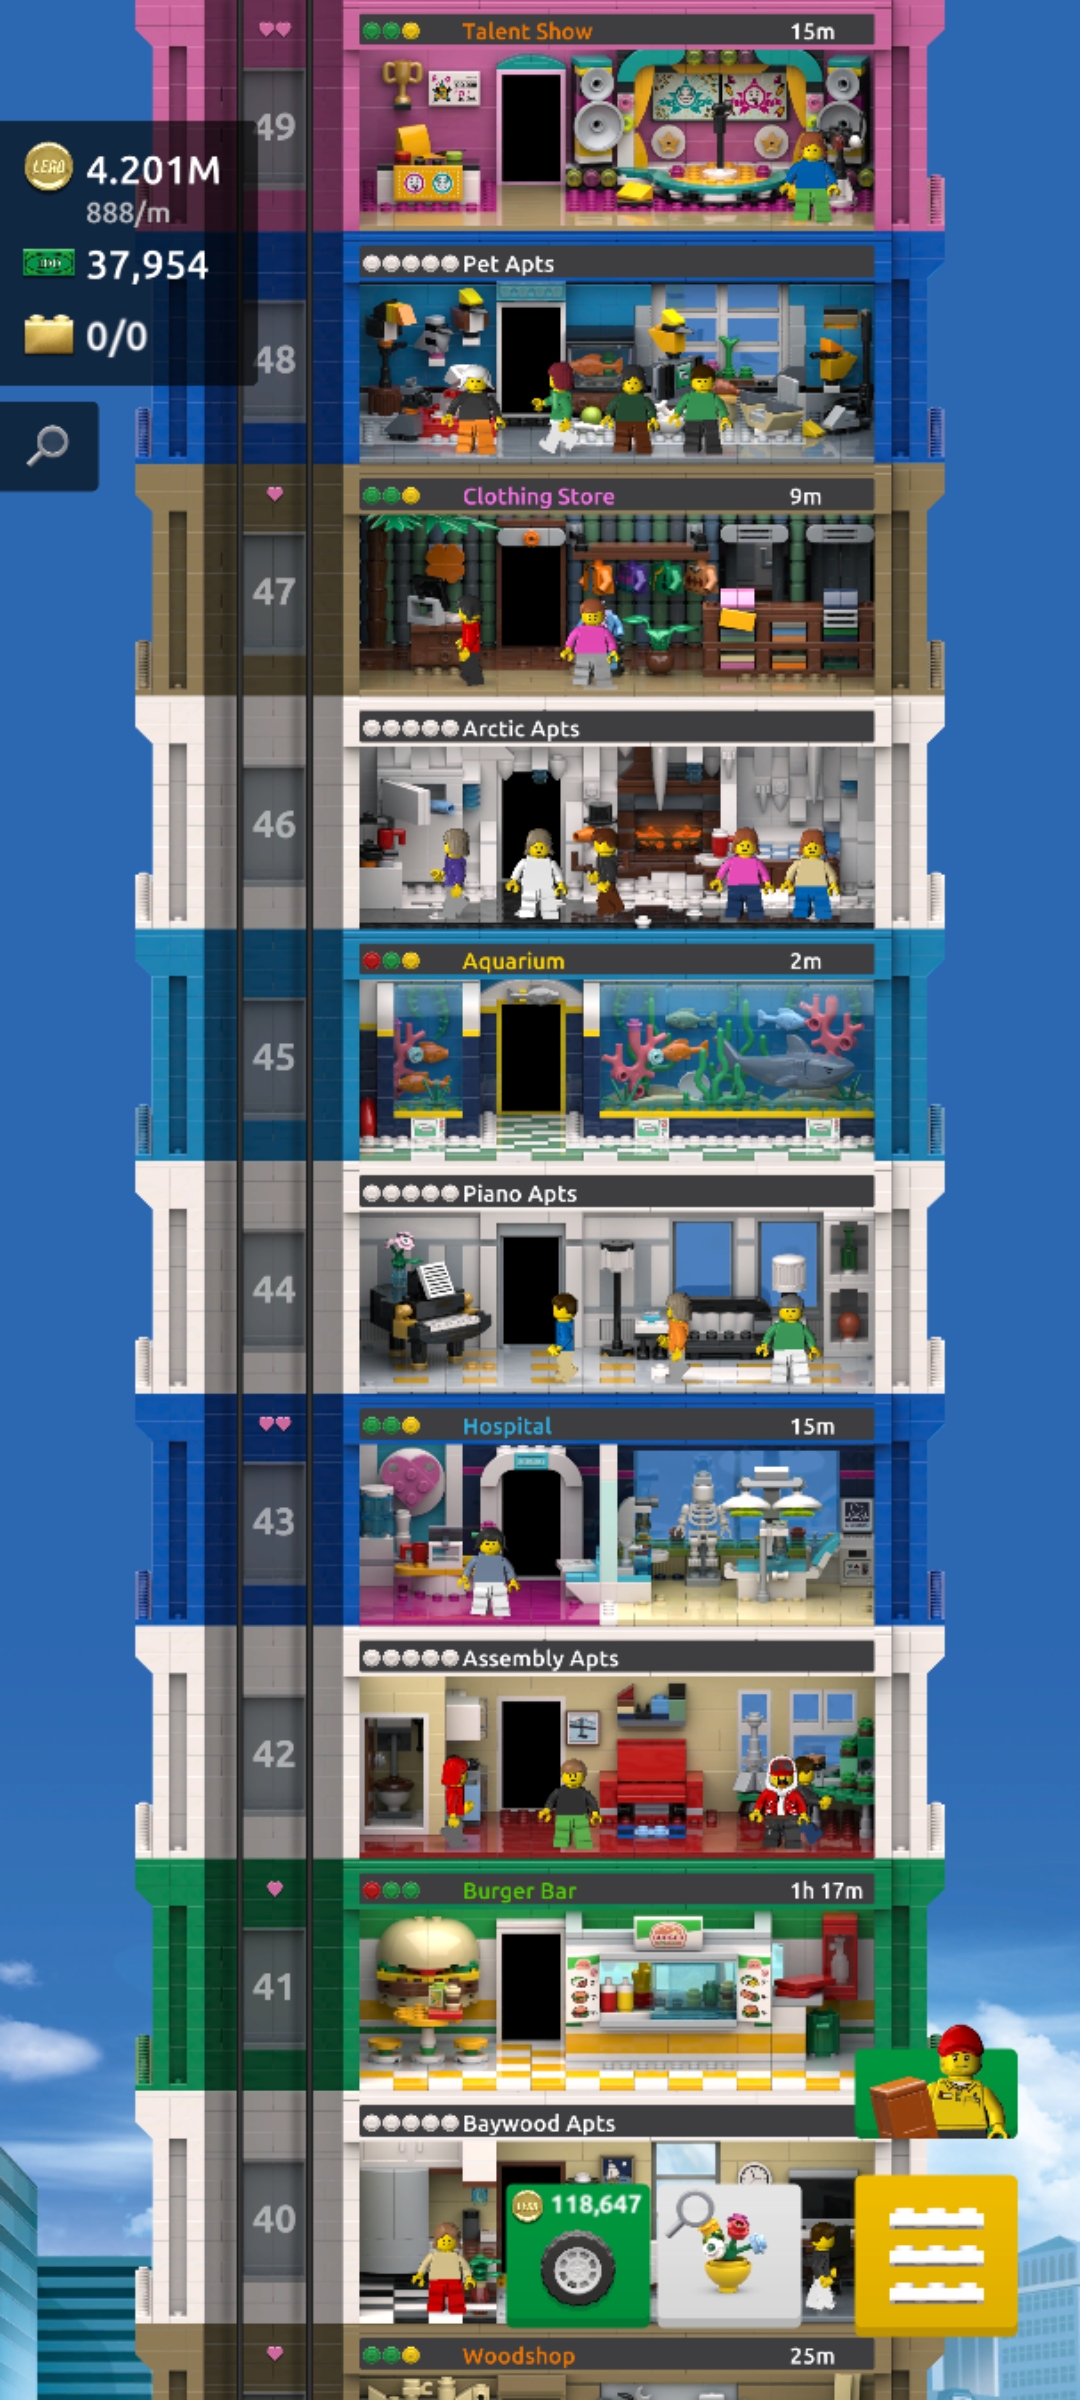 Talent Show 15m
49
LEGO 4.201M
888/m
37,954
0/0
Pet Apts
48
Clothing Store 9m
47
Arctic Apts
46
Aquarium 2m
45
Piano Apts
44
Hospital 15m
43
Assembly Apts
42
Burger Bar 1h 17m
41
Baywood Apts
40
118,647
Woodshop 25m